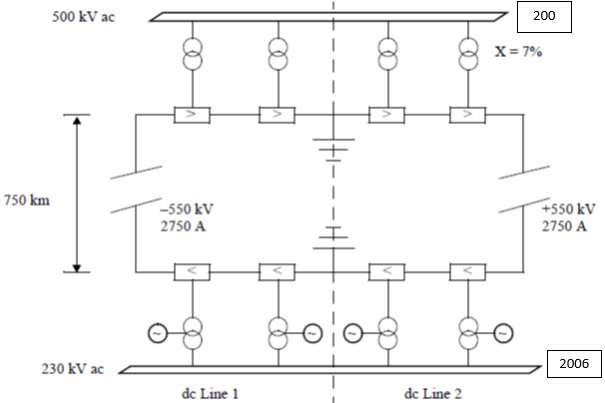 500 kV ac
200
X = 7%
>
>
>
>
750 km
–550 kV
2750 A
+550 kV
2750 A
<
<
<
<
~
~
~
~
230 kV ac
2006
dc Line 1
dc Line 2